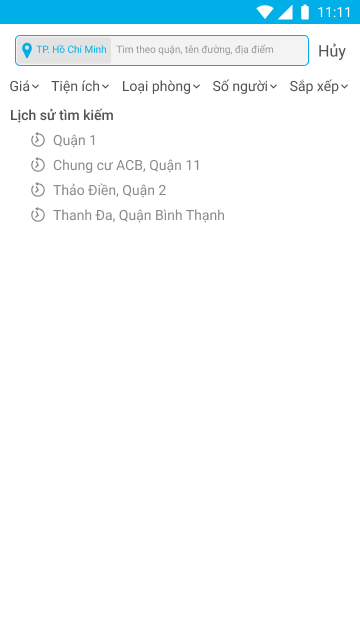 11:11
TP. Hồ Chí Minh Tìm theo quận, tên đường, địa điểm Hủy
Giá Tiện ích Loại phòng Số người Sắp xếp
Lịch sử tìm kiếm
Quận 1
Chung cư ACB, Quận 11
Thảo Điền, Quận 2
Thanh Đa, Quận Bình Thạnh